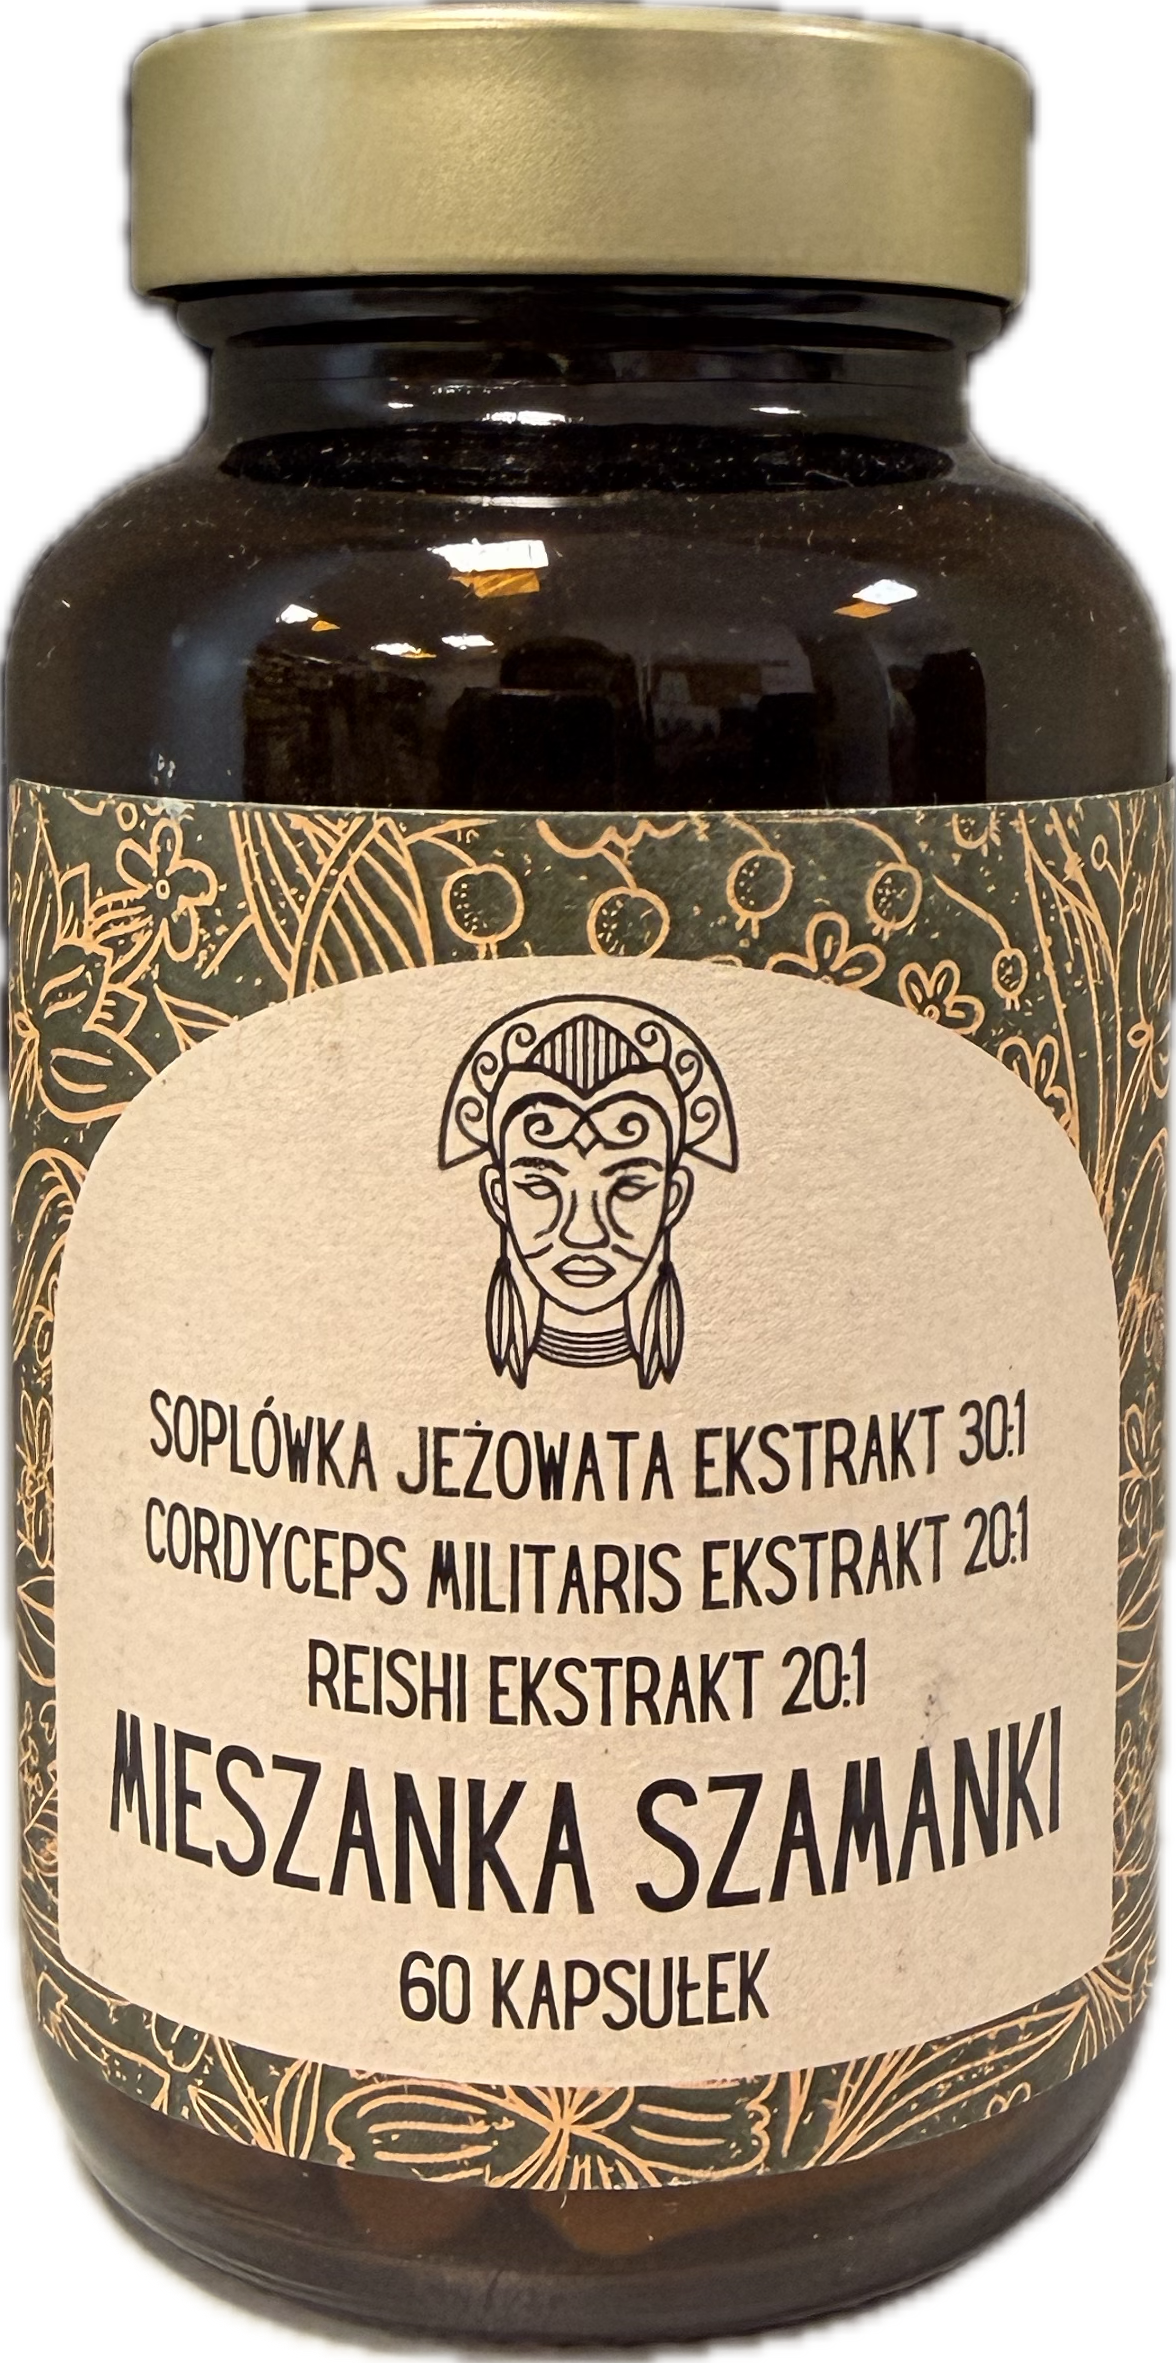 SOPLÓWKA JEŻOWATA EKSTRAKT 30:1
CORDYCEPS MILITARIS EKSTRAKT 20:1
REISHI EKSTRAKT 20:1
MIESZANKA SZAMANKI
60 KAPSUŁEK